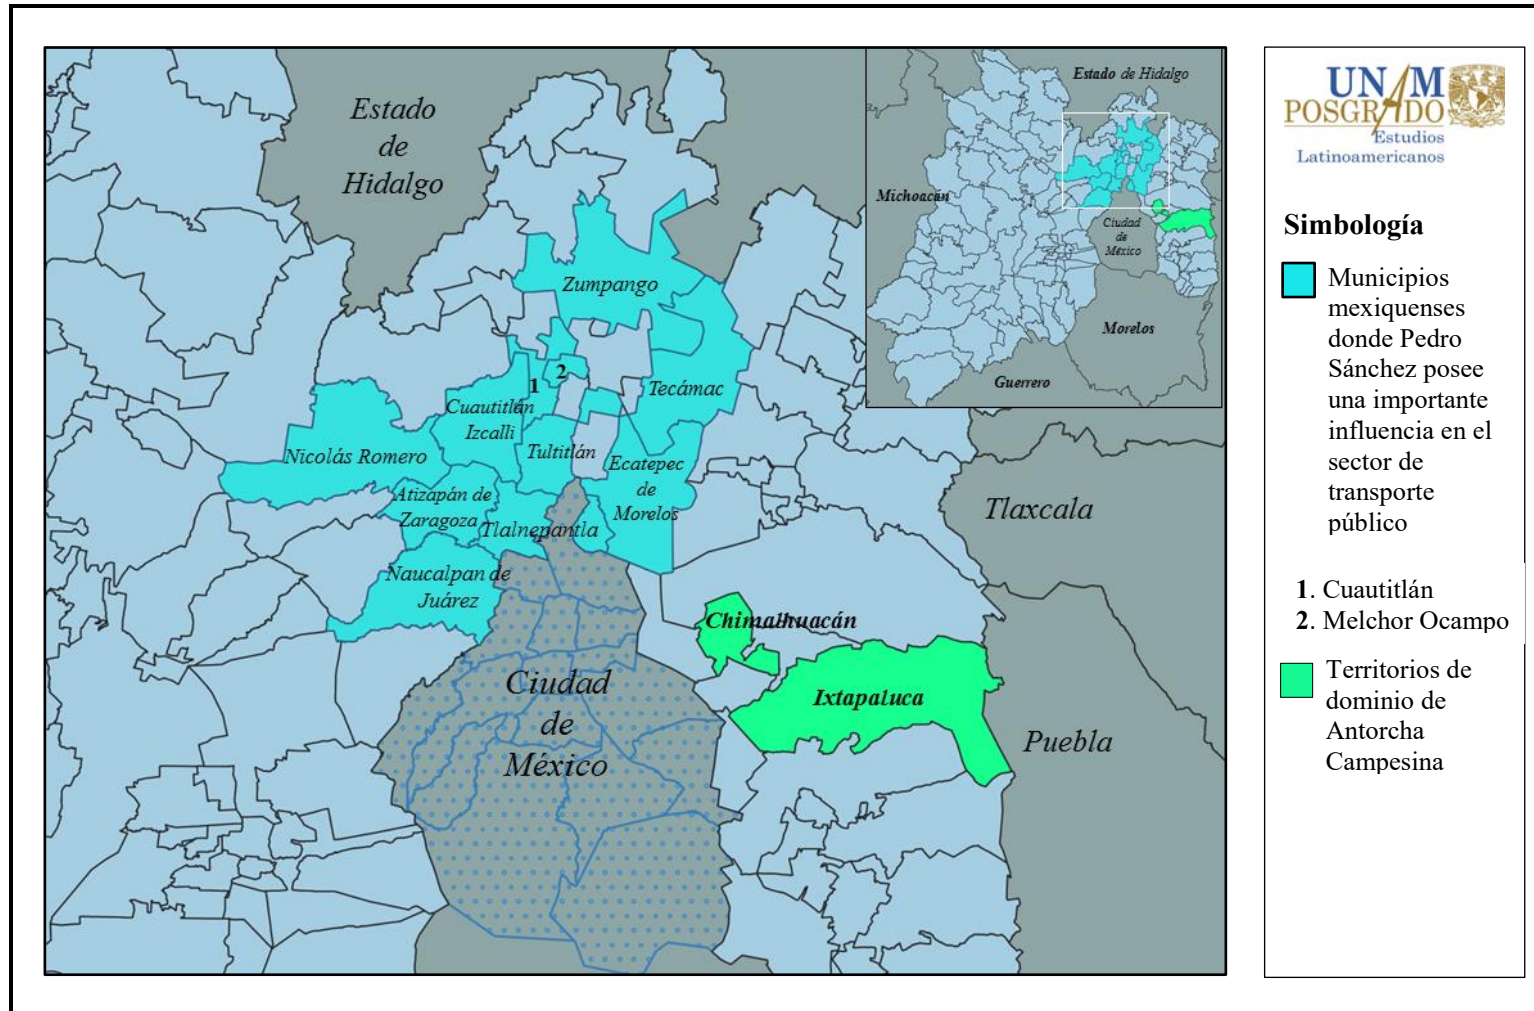 Estado
de
Hidalgo
Zumpango
1
2
Tecámac
Cuautitlán
Izcalli
Tultitlán
Nicolás Romero
Ecatepec
de
Morelos
Atizapán de
Zaragoza
Tlalnepantla
Naucalpan de
Juárez
Chimalhuacán
Ixtapaluca
Ciudad
de
México
Tlaxcala
Puebla
Estado de Hidalgo
Michoacán
Ciudad
de
México
Morelos
Guerrero
UNAM
POSGRADO
Estudios
Latinoamericanos
Simbología
Municipios
mexiquenses
donde Pedro
Sánchez posee
una importante
influencia en el
sector de
transporte
público
1. Cuautitlán
2. Melchor Ocampo
Territorios de
dominio de
Antorcha
Campesina